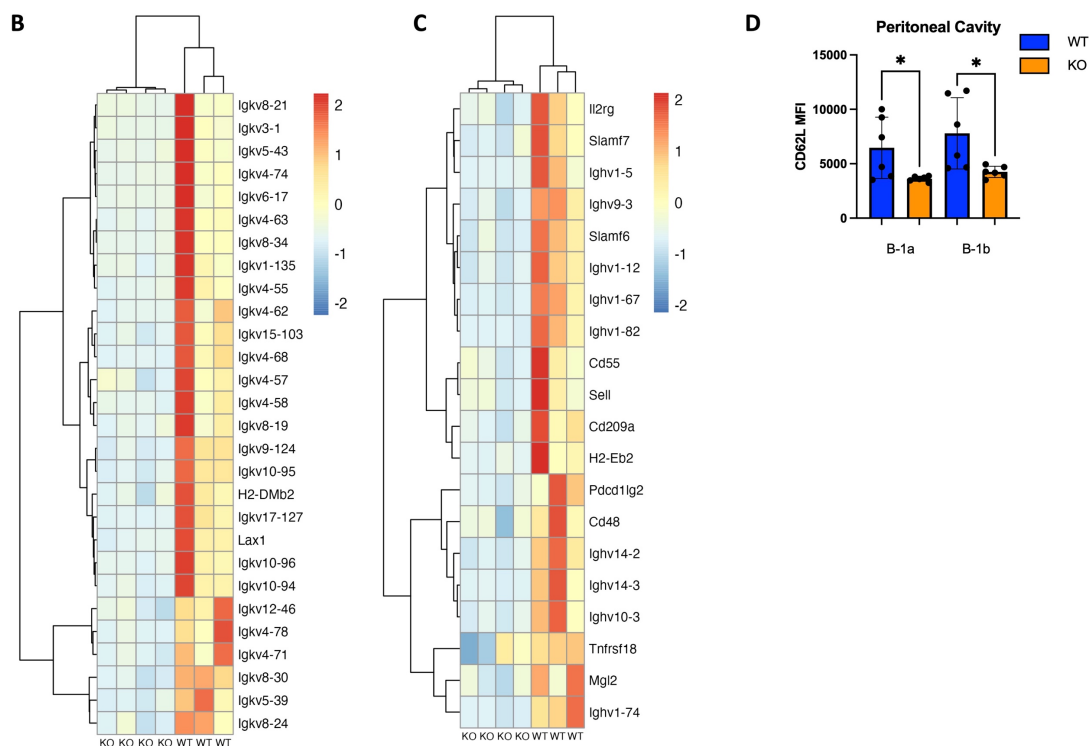 B
Igkv8-21
Igkv3-1
Igkv5-43
Igkv4-74
Igkv6-17
Igkv4-63
Igkv8-34
Igkv1-135
Igkv4-55
Igkv4-62
Igkv15-103
Igkv4-68
Igkv4-57
Igkv4-58
Igkv8-19
Igkv9-124
Igkv10-95
H2-DMb2
Igkv17-127
Lax1
Igkv10-96
Igkv10-94
Igkv12-46
Igkv4-78
Igkv4-71
Igkv8-30
Igkv5-39
Igkv8-24
KO KO KO KO WT WT WT
2
1
0
-1
-2
C
Il2rg
Slamf7
Ighv1-5
Ighv9-3
Slamf6
Ighv1-12
Ighv1-67
Ighv1-82
Cd55
Sell
Cd209a
H2-Eb2
Pdcd1lg2
Cd48
Ighv14-2
Ighv14-3
Ighv10-3
Tnfrsf18
Mgl2
Ighv1-74
KO KO KO KO WT WT WT
2
1
0
-1
-2
D
Peritoneal Cavity
WT
KO
CD62L MFI
15000
10000
5000
0
* *
B-1a B-1b